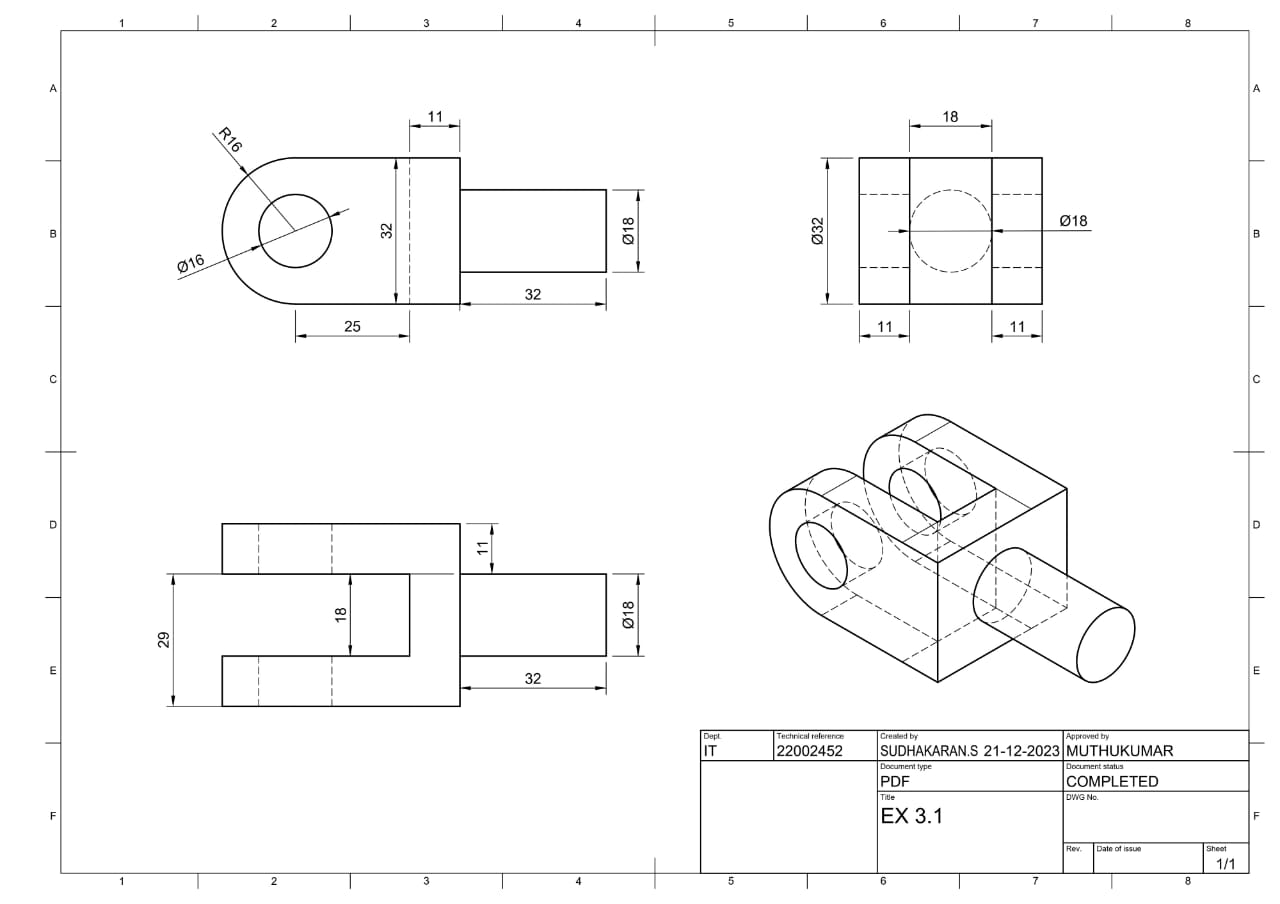 1 2 3 4 5 6 7 8
A A
11
18
R16
B B
32
Ø18
Ø32
Ø18
Ø16
32
25
11 11
C C
D D
11
18
Ø18
29
32
E E
Dept. Technical reference Created by Approved by
IT 22002452 SUDHAKARAN.S 21-12-2023 MUTHUKUMAR
Document type Document status
PDF COMPLETED
Title DWG No.
EX 3.1
F F
Rev. Date of issue Sheet
1/1
1 2 3 4 5 6 7 8